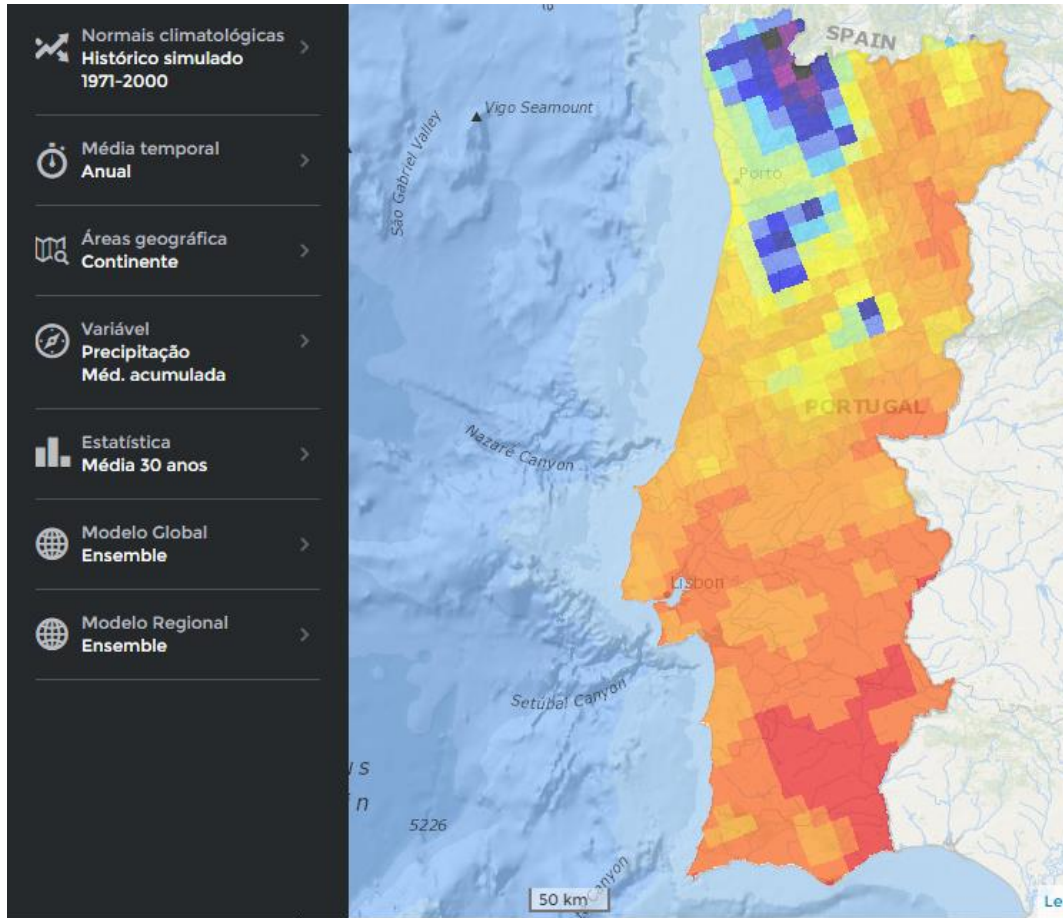 Normais climatológicas
Histórico simulado
1971-2000
Média temporal
Anual
Áreas geográfica
Continente
Variável
Precipitação
Méd. acumulada
Estatística
Média 30 anos
Modelo Global
Ensemble
Modelo Regional
Ensemble
SPAIN
Vigo Seamount
São Gabriel Valley
Porto
PORTUGAL
Nazaré Canyon
Lisbon
Setúbal Canyon
5226
Canyon
50 km